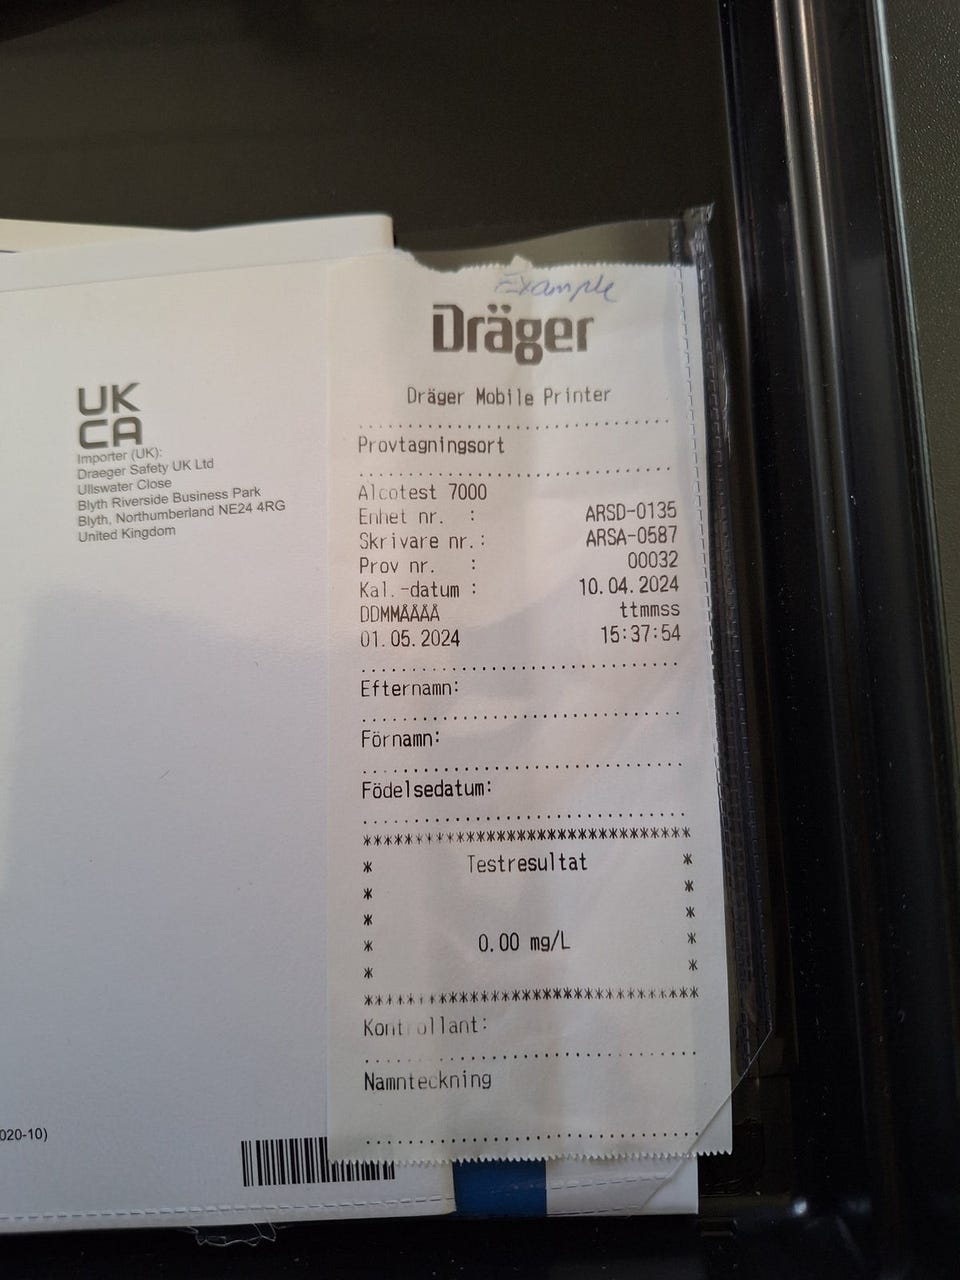 UK
CA
Importer (UK):
Draeger Safety UK Ltd
Ullswater Close
Blyth Riverside Business Park
Blyth, Northumberland NE24 4RG
United Kingdom
020-10)
Example
Dräger
Dräger Mobile Printer
Provtagningsort
Alcotest 7000
Enhet nr. : ARSD-0135
Skrivare nr.: ARSA-0587
Prov nr. : 00032
Kal.-datum : 10.04.2024
DDMMÅÅÅÅ ttmmss
01.05.2024 15:37:54
Efternamn:
Förnamn:
Födelsedatum:
Testresultat
0.00 mg/L
Kontrollant:
Namnteckning